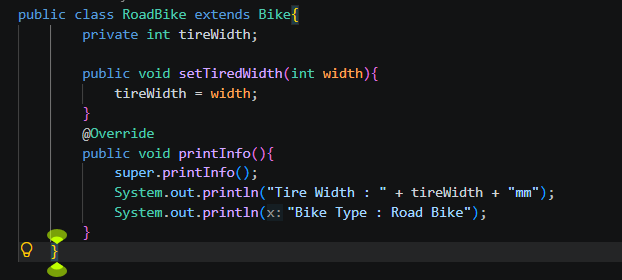 public class RoadBike extends Bike{
private int tireWidth;
public void setTiredWidth(int width){
tireWidth = width;
}
@Override
public void printInfo(){
super.printInfo();
System.out.println("Tire Width : " + tireWidth + "mm");
System.out.println(x: "Bike Type : Road Bike");
}
}